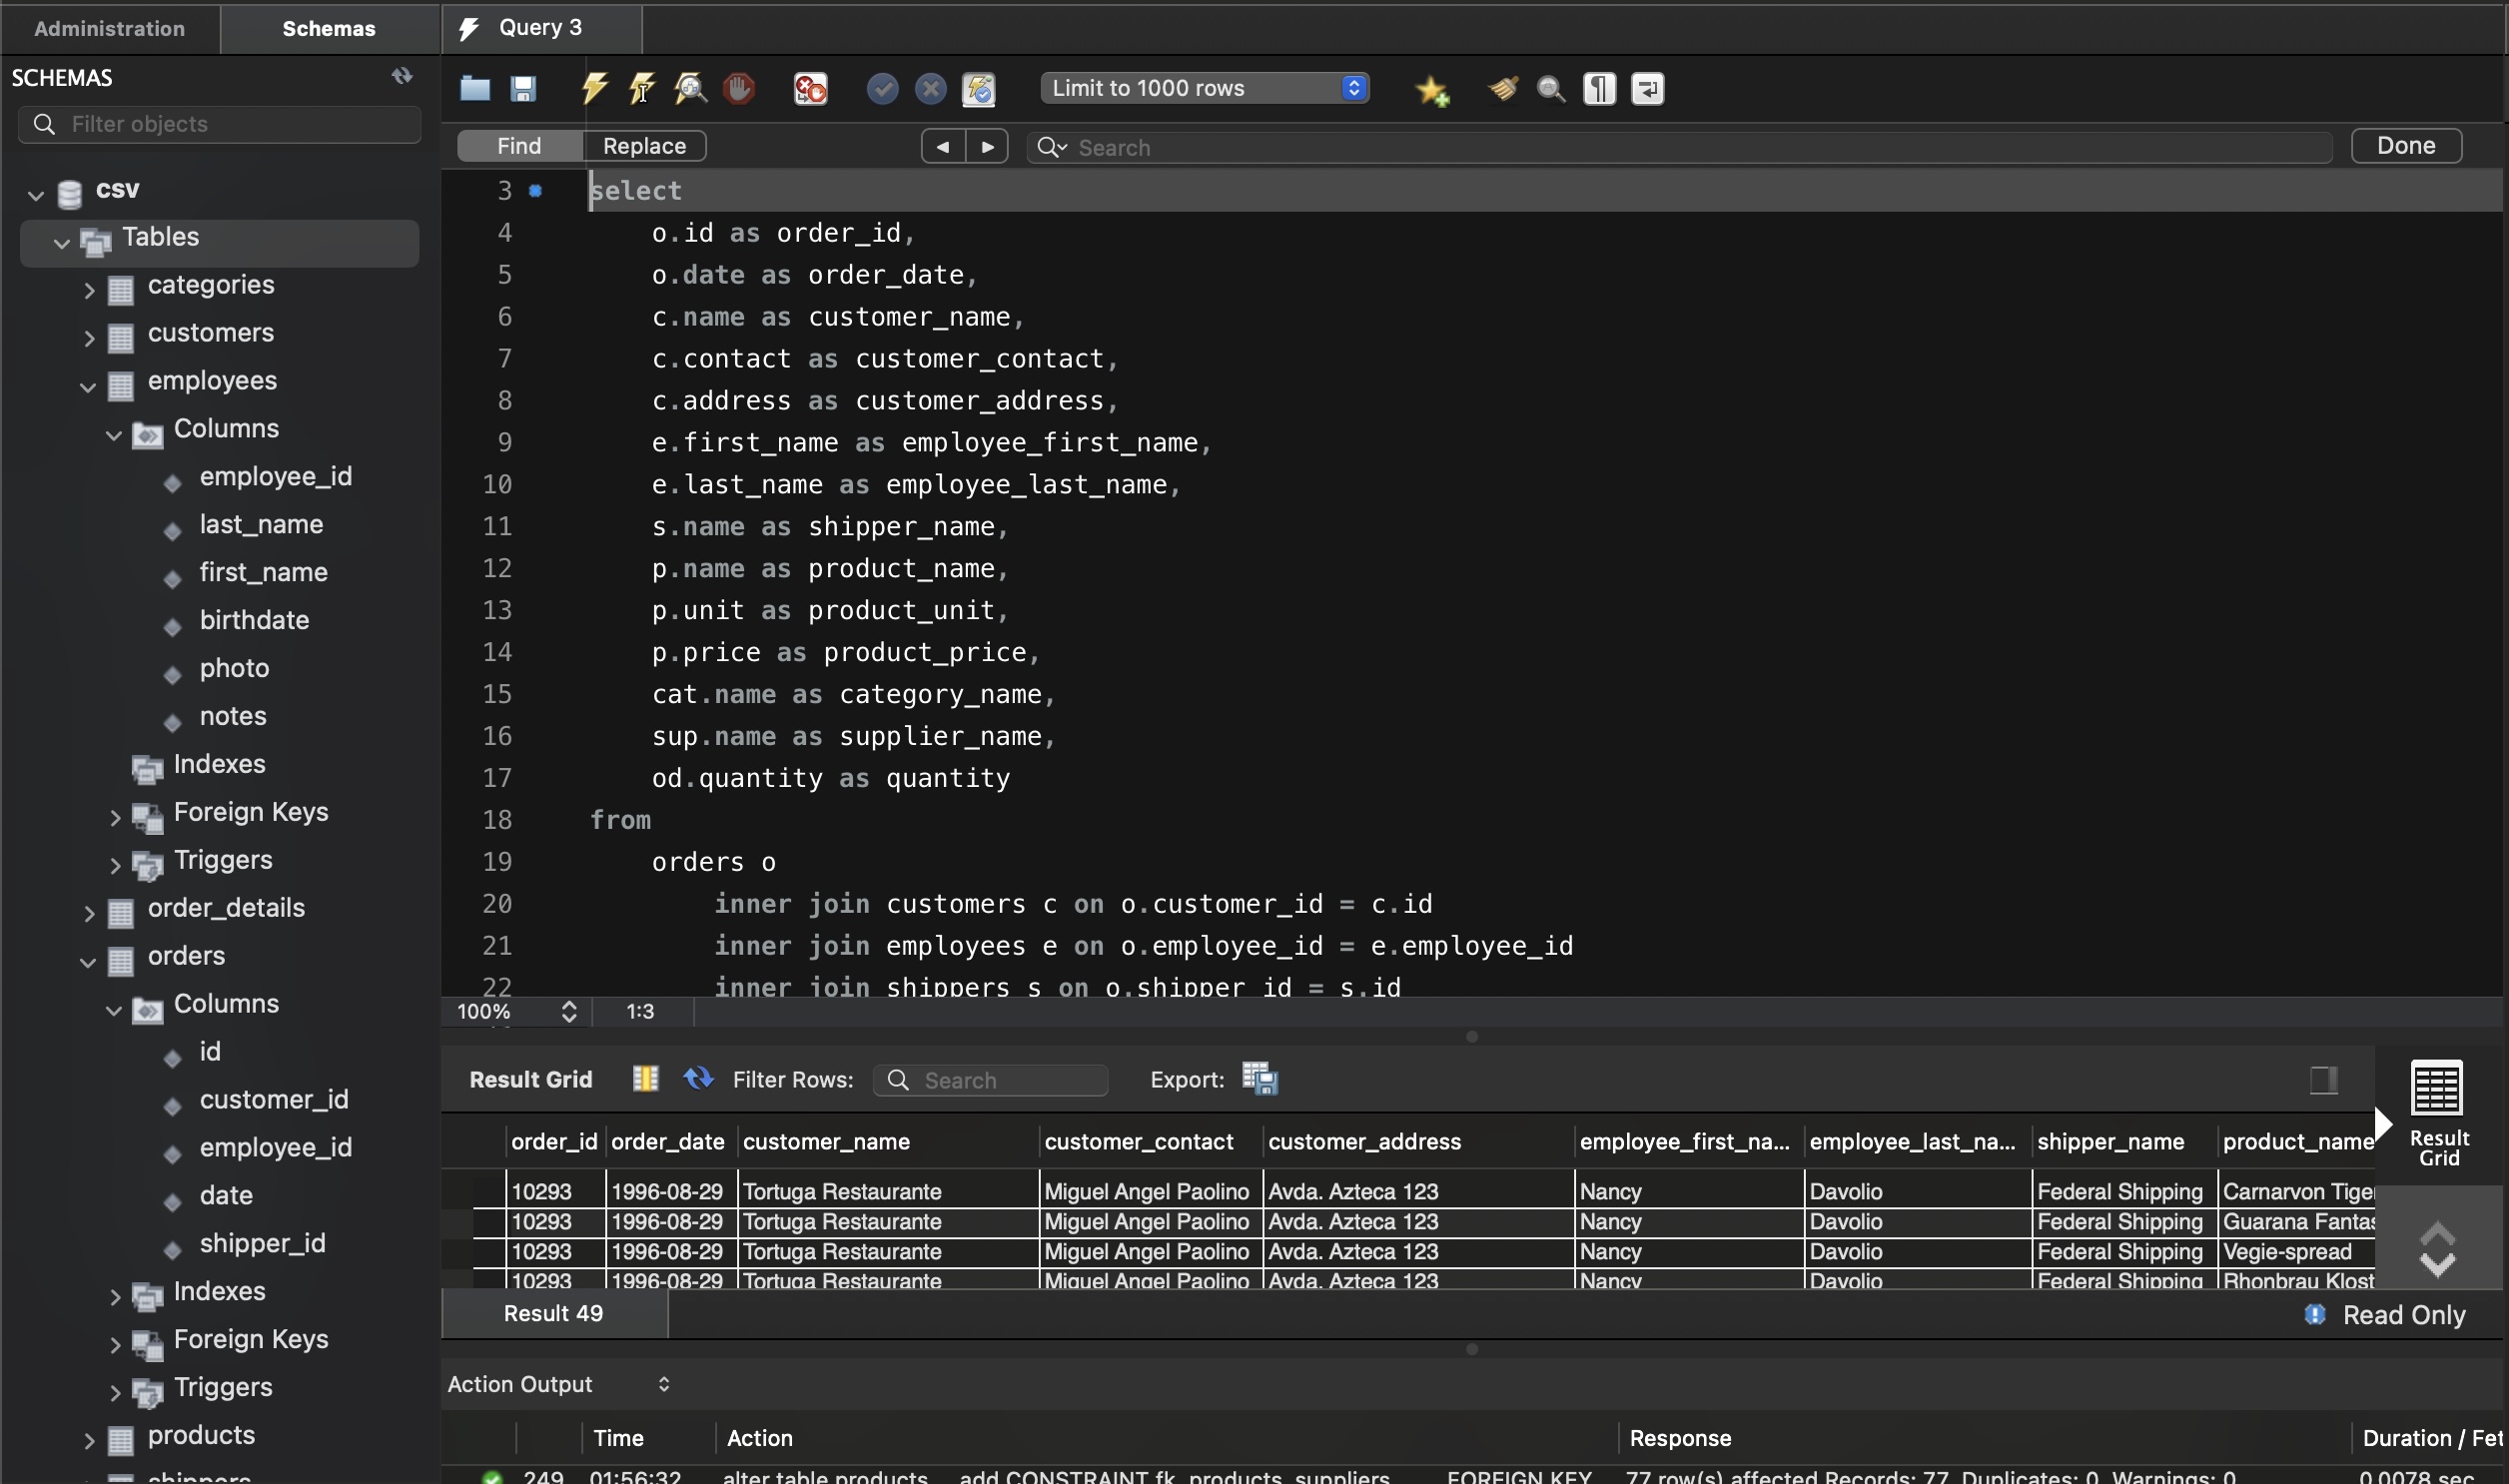 Administration
Schemas
Query 3
SCHEMAS
Filter objects
csv
Tables
categories
customers
employees
Columns
employee_id
last_name
first_name
birthdate
photo
notes
Indexes
Foreign Keys
Triggers
order_details
orders
Columns
id
customer_id
employee_id
date
shipper_id
Indexes
Foreign Keys
Triggers
products
shippers
Limit to 1000 rows
Find Replace Search Done
3 select
4 o.id as order_id,
5 o.date as order_date,
6 c.name as customer_name,
7 c.contact as customer_contact,
8 c.address as customer_address,
9 e.first_name as employee_first_name,
10 e.last_name as employee_last_name,
11 s.name as shipper_name,
12 p.name as product_name,
13 p.unit as product_unit,
14 p.price as product_price,
15 cat.name as category_name,
16 sup.name as supplier_name,
17 od.quantity as quantity
18 from
19 orders o
20 inner join customers c on o.customer_id = c.id
21 inner join employees e on o.employee_id = e.employee_id
22 inner join shippers s on o.shipper_id = s.id
100% 1:3
Result Grid Filter Rows: Search Export:
Result
Grid
order_id order_date customer_name customer_contact customer_address employee_first_na... employee_last_na... shipper_name product_name
10293 1996-08-29 Tortuga Restaurante Miguel Angel Paolino Avda. Azteca 123 Nancy Davolio Federal Shipping Carnarvon Tige
10293 1996-08-29 Tortuga Restaurante Miguel Angel Paolino Avda. Azteca 123 Nancy Davolio Federal Shipping Guarana Fantas
10293 1996-08-29 Tortuga Restaurante Miguel Angel Paolino Avda. Azteca 123 Nancy Davolio Federal Shipping Vegie-spread
10293 1996-08-29 Tortuga Restaurante Miguel Angel Paolino Avda. Azteca 123 Nancy Davolio Federal Shipping Rhonbrau Klost
Result 49 Read Only
Action Output
Time Action Response Duration / Fet
249 01:56:32 alter table products add CONSTRAINT fk_products_suppliers FOREIGN KEY 77 row(s) affected Records: 77 Duplicates: 0 Warnings: 0 0.0078 sec